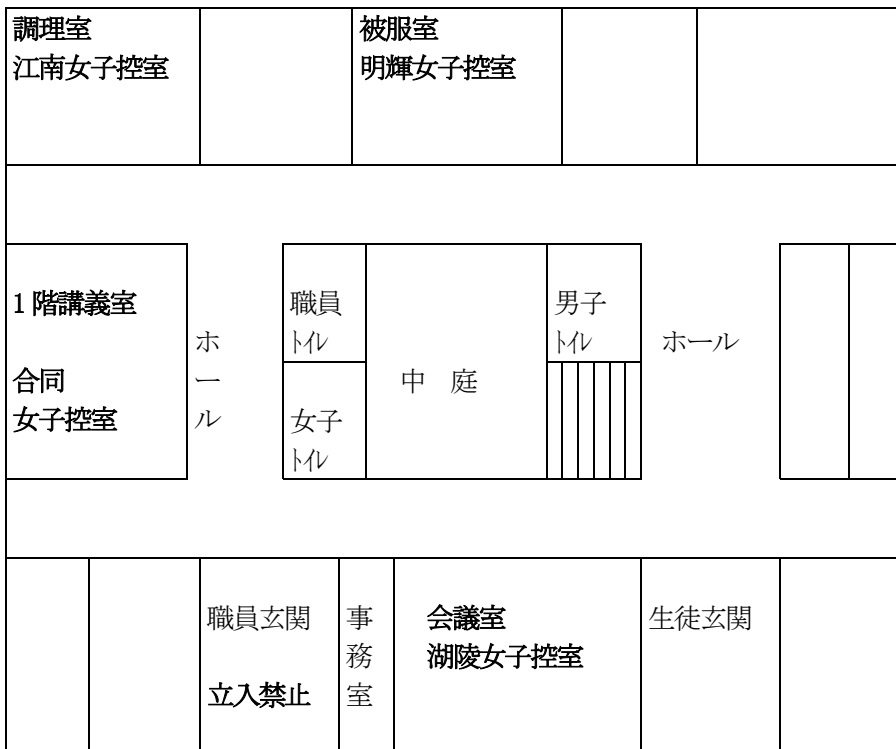 調理室
江南女子控室
被服室
明輝女子控室
1階講義室
合同
女子控室
ホール
職員
ﾄｲﾚ
女子
ﾄｲﾚ
中 庭
男子
ﾄｲﾚ
ホール
職員玄関
立入禁止
事務室
会議室
湖陵女子控室
生徒玄関